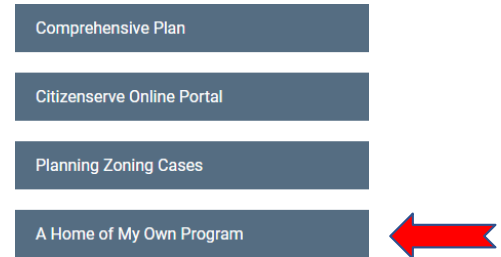 Comprehensive Plan
Citizenserve Online Portal
Planning Zoning Cases
A Home of My Own Program